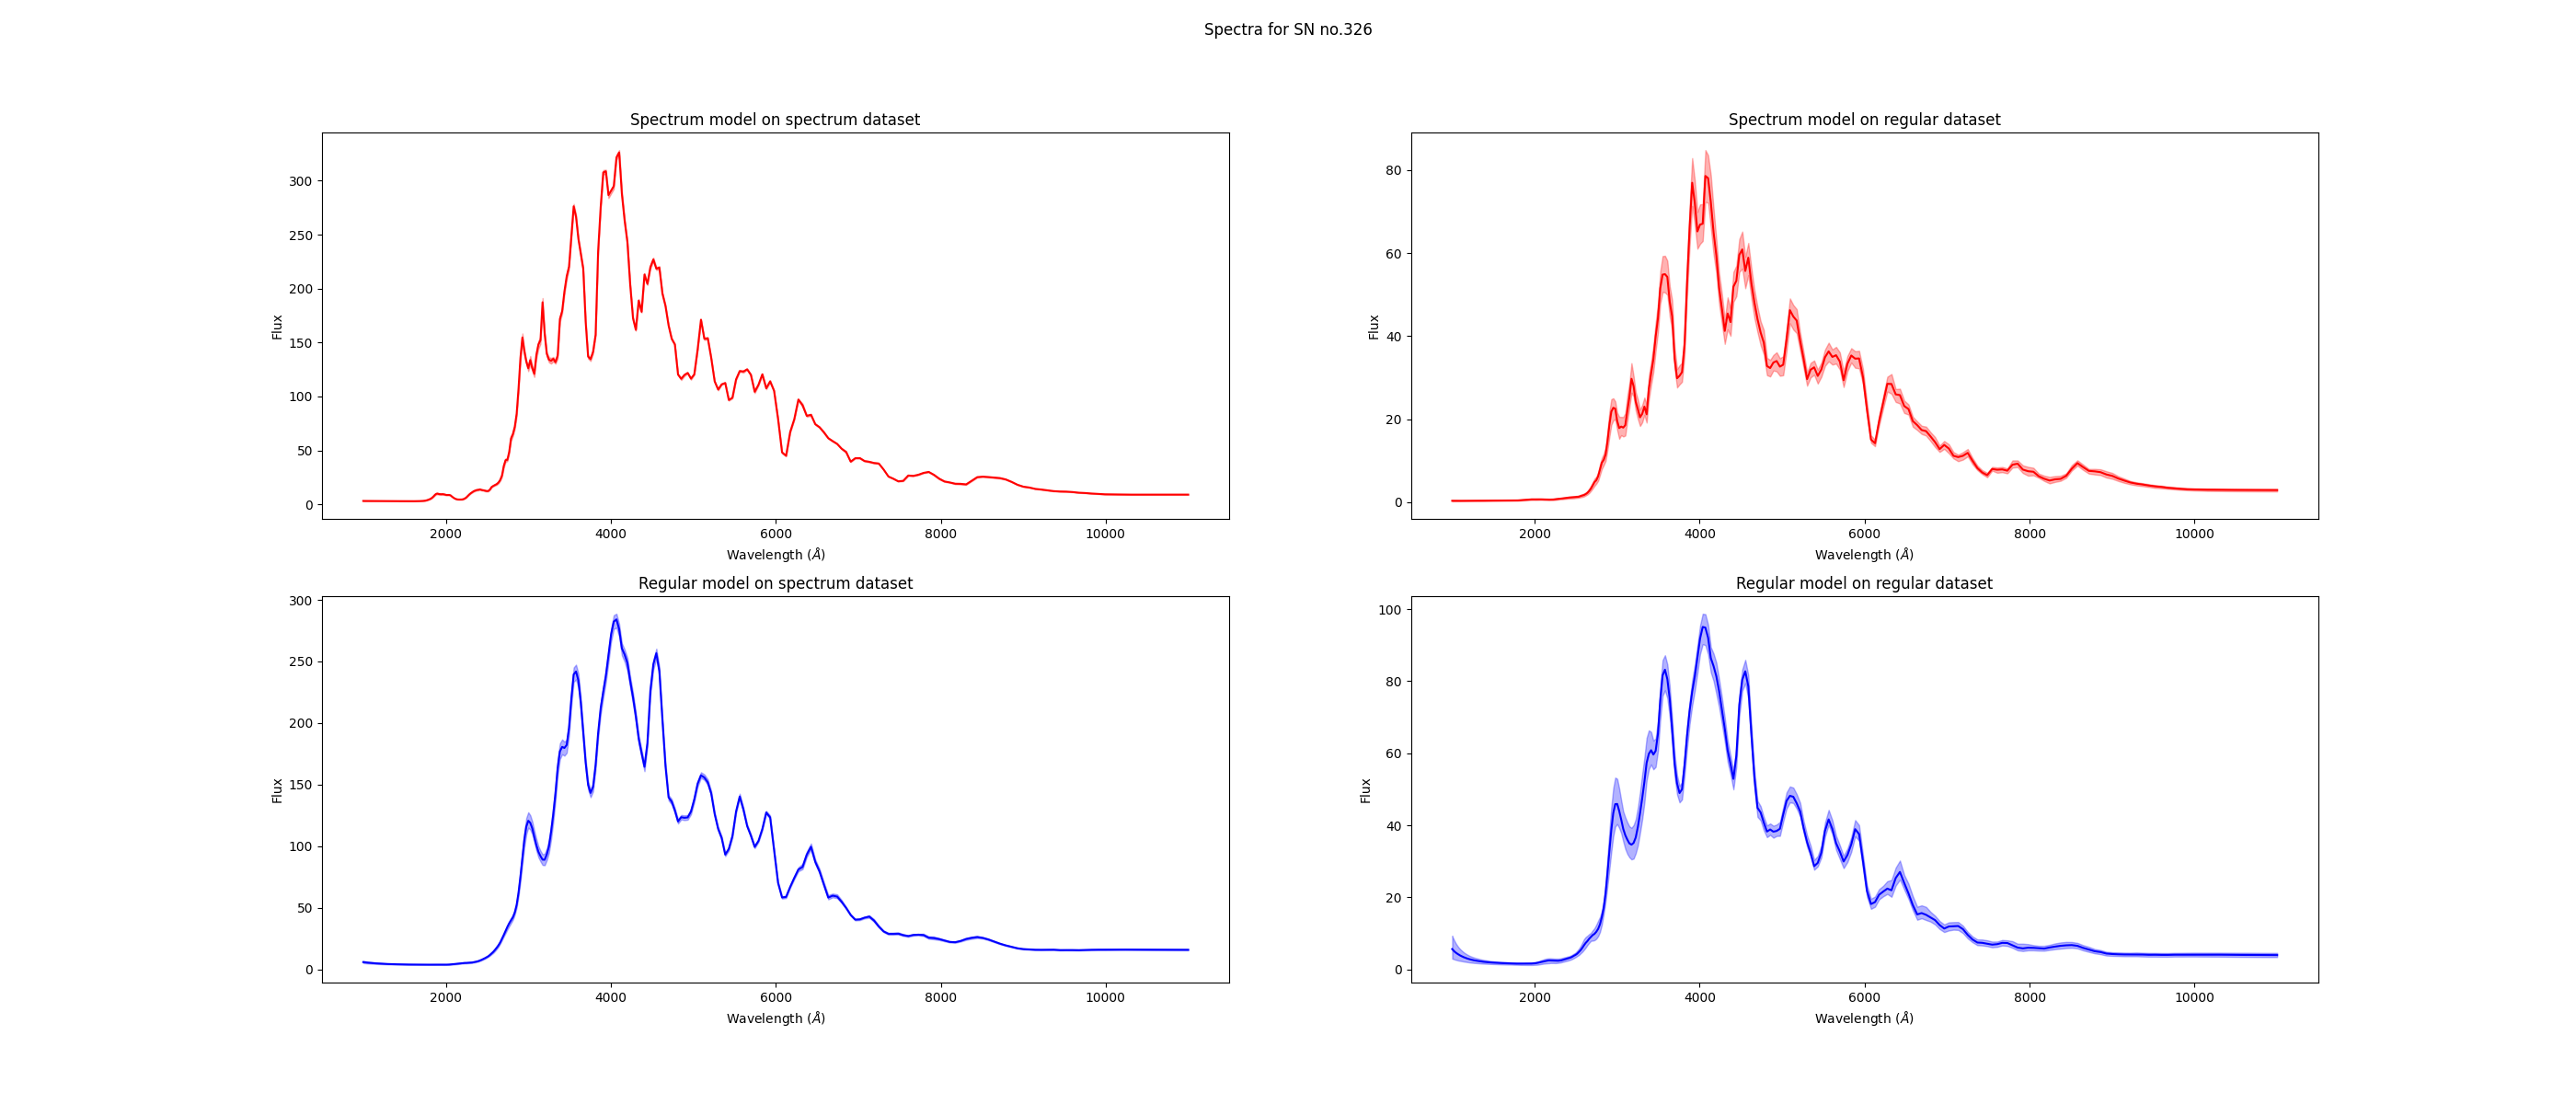 Spectra for SN no.326
Spectrum model on spectrum dataset
Flux
300
250
200
150
100
50
0
2000 4000 6000 8000 10000
Wavelength (Å)
Spectrum model on regular dataset
Flux
80
60
40
20
0
2000 4000 6000 8000 10000
Wavelength (Å)
Regular model on spectrum dataset
Flux
300
250
200
150
100
50
0
2000 4000 6000 8000 10000
Wavelength (Å)
Regular model on regular dataset
Flux
100
80
60
40
20
0
2000 4000 6000 8000 10000
Wavelength (Å)